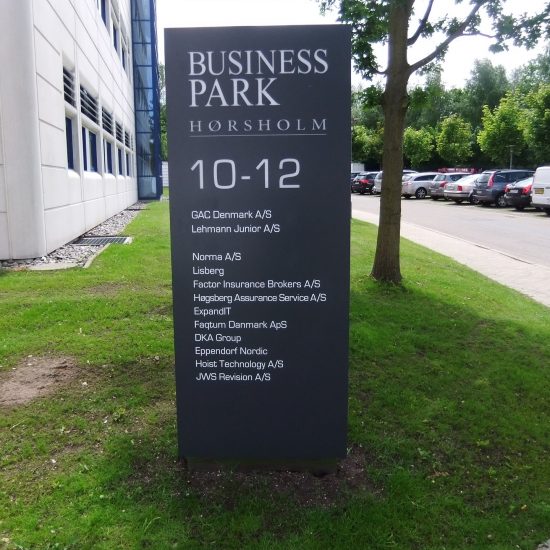 BUSINESS
PARK
HØRSHOLM
10-12
GAC Denmark A/S
Lehmann Junior A/S
Norma A/S
Lisberg
Factor Insurance Brokers A/S
Høgsberg Assurance Service A/S
ExpandIT
Faqtum Danmark ApS
DKA Group
Eppendorf Nordic
Hoist Technology A/S
JWS Revision A/S